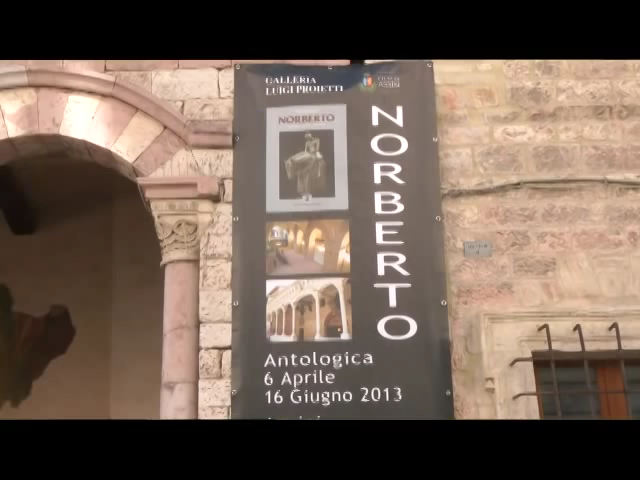 GALLERIA
LUIGI PROIETTI
NORBERTO
NORBERTO
Antologica
6 Aprile
16 Giugno 2013